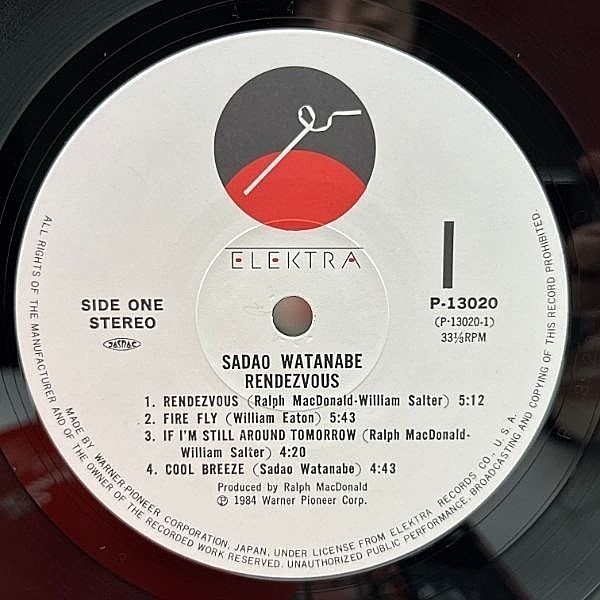 ELEKTRA
SIDE ONE
STEREO
JASRAC
P-13020
(P-13020-1)
33⅓RPM
SADAO WATANABE
RENDEZVOUS
1. RENDEZVOUS (Ralph MacDonald-William Salter) 5:12
2. FIRE FLY (William Eaton) 5:43
3. IF I'M STILL AROUND TOMORROW (Ralph MacDonald-
William Salter) 4:20
4. COOL BREEZE (Sadao Watanabe) 4:43
Produced by Ralph MacDonald
℗ 1984 Warner Pioneer Corp.
ALL RIGHTS OF THE MANUFACTURER AND OF THE OWNER OF THE RECORDED WORK RESERVED. UNAUTHORIZED PUBLIC PERFORMANCE, BROADCASTING AND COPYING OF THIS RECORD PROHIBITED.
MADE BY WARNER-PIONEER CORPORATION, JAPAN, UNDER LICENSE FROM ELEKTRA RECORDS CO., U.S.A.